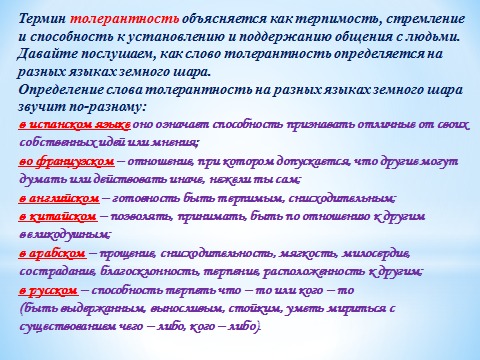 Термин толерантность объясняется как терпимость, стремление
и способность к установлению и поддержанию общения с людьми.
Давайте послушаем, как слово толерантность определяется на
разных языках земного шара.
Определение слова толерантность на разных языках земного шара
звучит по-разному:
в испанском языке оно означает способность признавать отличные от своих
собственных идеи или мнения;
во французском – отношение, при котором допускается, что другие могут
думать или действовать иначе, нежели ты сам;
в английском – готовность быть терпимым, снисходительным;
в китайском – позволять, принимать, быть по отношению к другим
великодушным;
в арабском – прощение, снисходительность, мягкость, милосердие,
сострадание, благосклонность, терпение, расположенность к другим;
в русском – способность терпеть что – то или кого – то
(быть выдержанным, выносливым, стойким, уметь мириться с
существованием чего – либо, кого – либо).